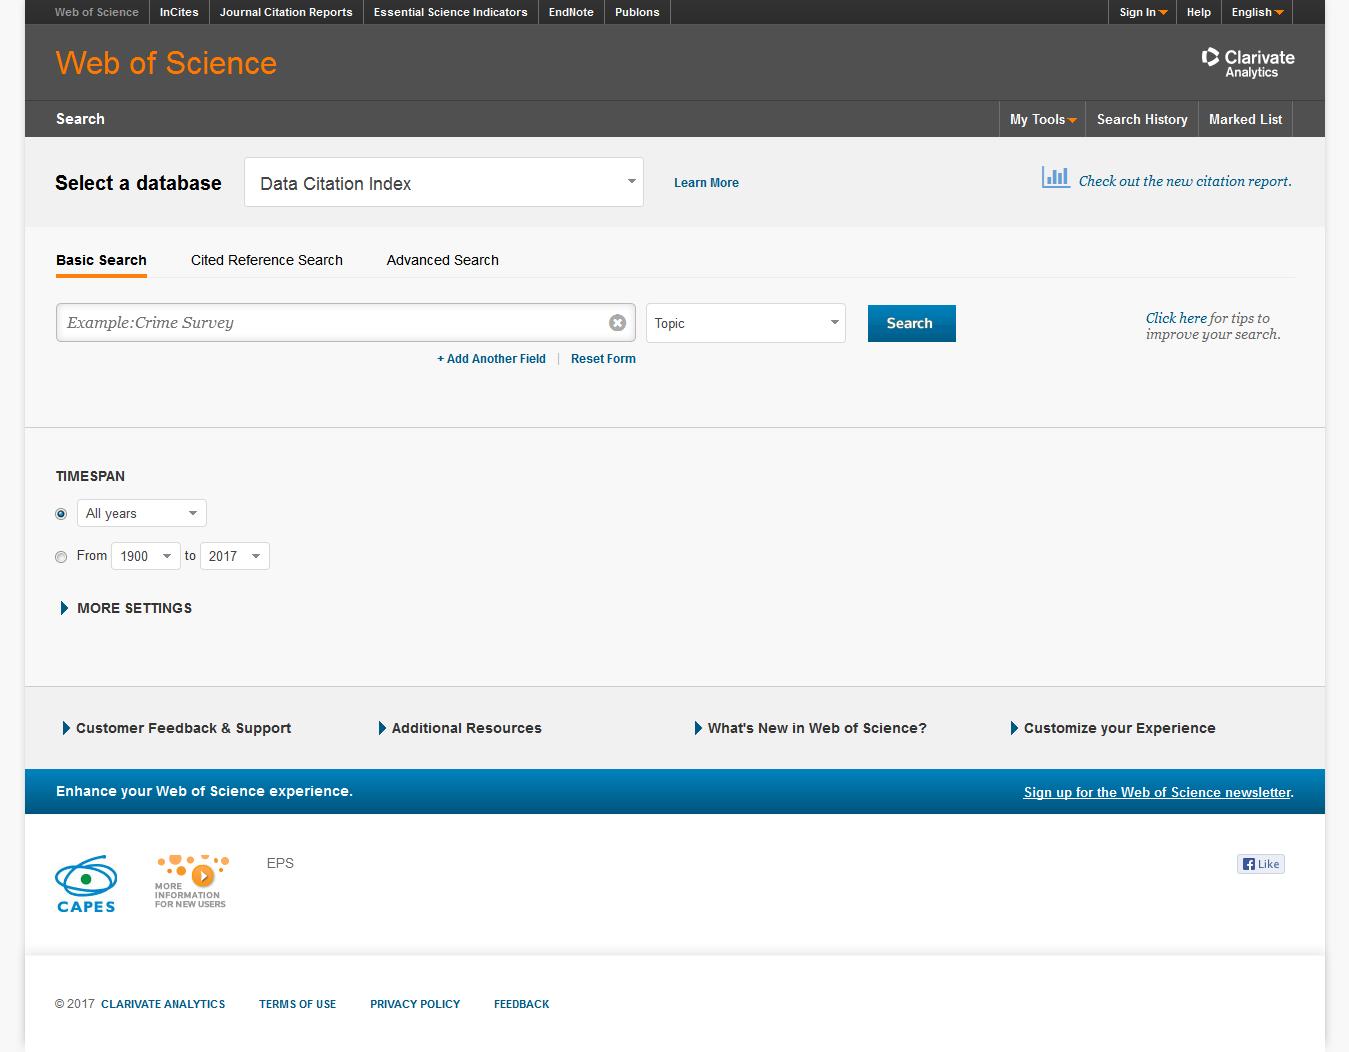 Web of Science InCites Journal Citation Reports Essential Science Indicators EndNote Publons Sign In Help English
Web of Science
Clarivate
Analytics
Search My Tools Search History Marked List
Select a database Data Citation Index Learn More Check out the new citation report.
Basic Search Cited Reference Search Advanced Search
Example:Crime Survey Topic Search
Click here for tips to
improve your search.
+ Add Another Field | Reset Form
TIMESPAN
All years
From 1900 to 2017
MORE SETTINGS
Customer Feedback & Support Additional Resources What's New in Web of Science? Customize your Experience
Enhance your Web of Science experience. Sign up for the Web of Science newsletter.
CAPES
MORE
INFORMATION
FOR NEW USERS
EPS
Like
© 2017 CLARIVATE ANALYTICS TERMS OF USE PRIVACY POLICY FEEDBACK